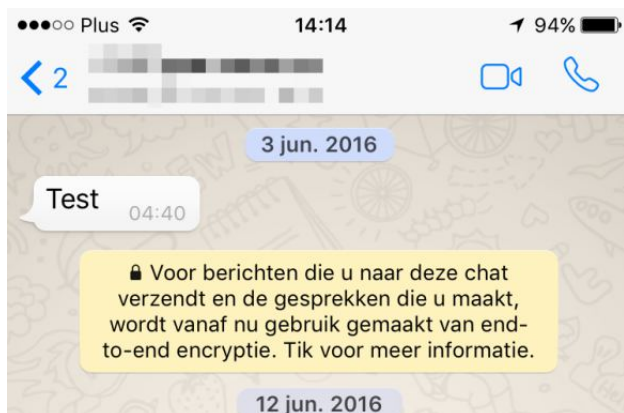 Plus 14:14 94%
2
3 jun. 2016
Test 04:40
Voor berichten die u naar deze chat
verzendt en de gesprekken die u maakt,
wordt vanaf nu gebruik gemaakt van end-
to-end encryptie. Tik voor meer informatie.
12 jun. 2016